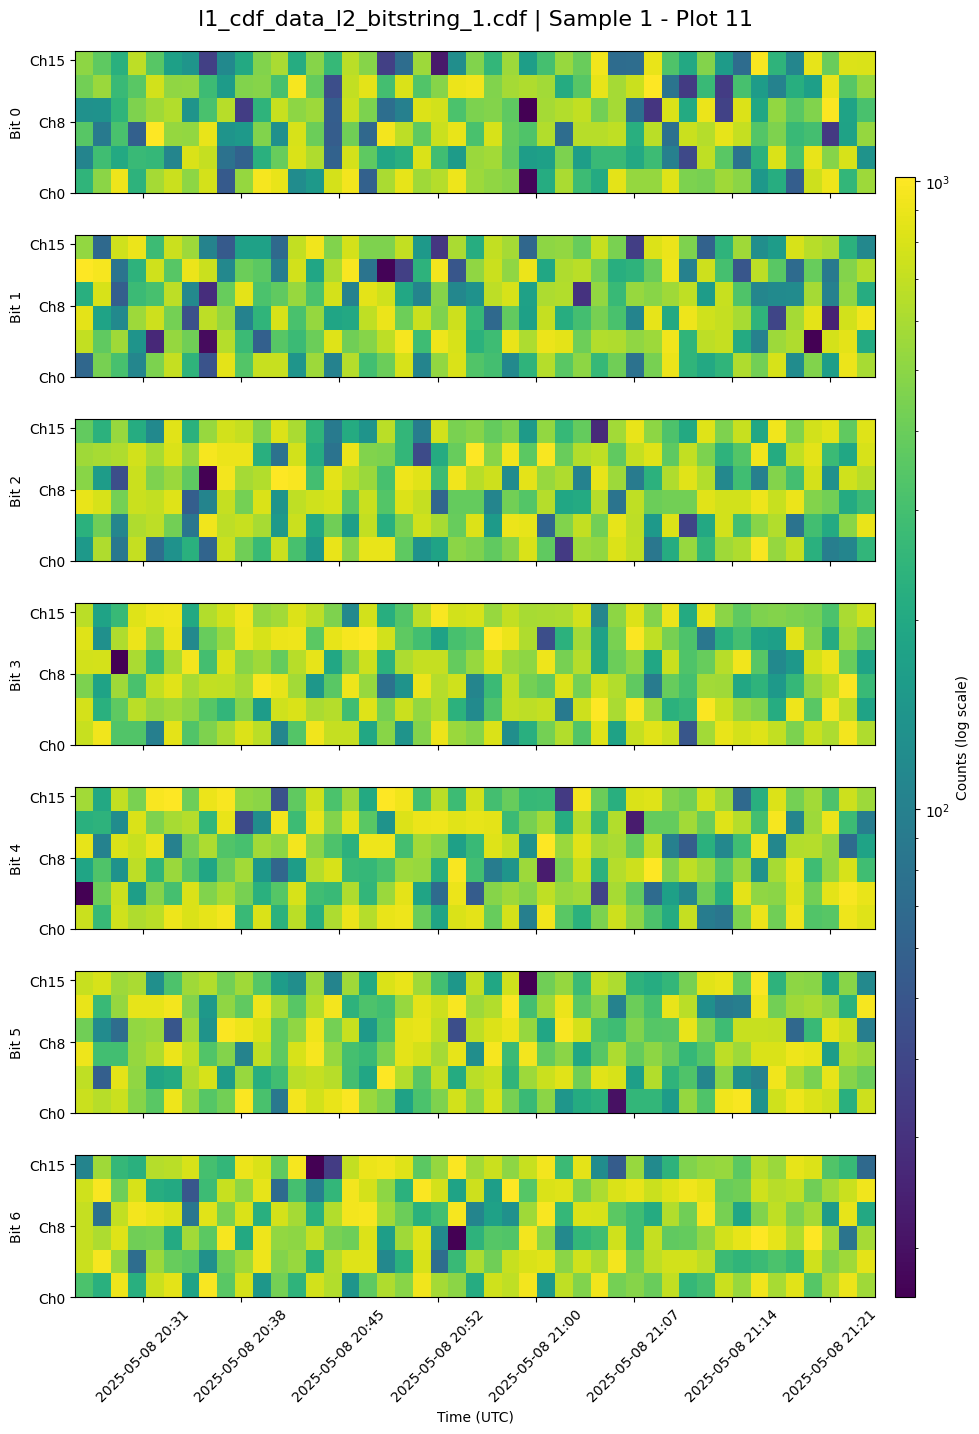 l1_cdf_data_l2_bitstring_1.cdf | Sample 1 - Plot 11
Bit 0
Ch15
Ch8
Ch0
Bit 1
Ch15
Ch8
Ch0
Bit 2
Ch15
Ch8
Ch0
Bit 3
Ch15
Ch8
Ch0
Bit 4
Ch15
Ch8
Ch0
Bit 5
Ch15
Ch8
Ch0
Bit 6
Ch15
Ch8
Ch0
2025-05-08 20:31
2025-05-08 20:38
2025-05-08 20:45
2025-05-08 20:52
2025-05-08 21:00
2025-05-08 21:07
2025-05-08 21:14
2025-05-08 21:21
Time (UTC)
10³
10²
Counts (log scale)